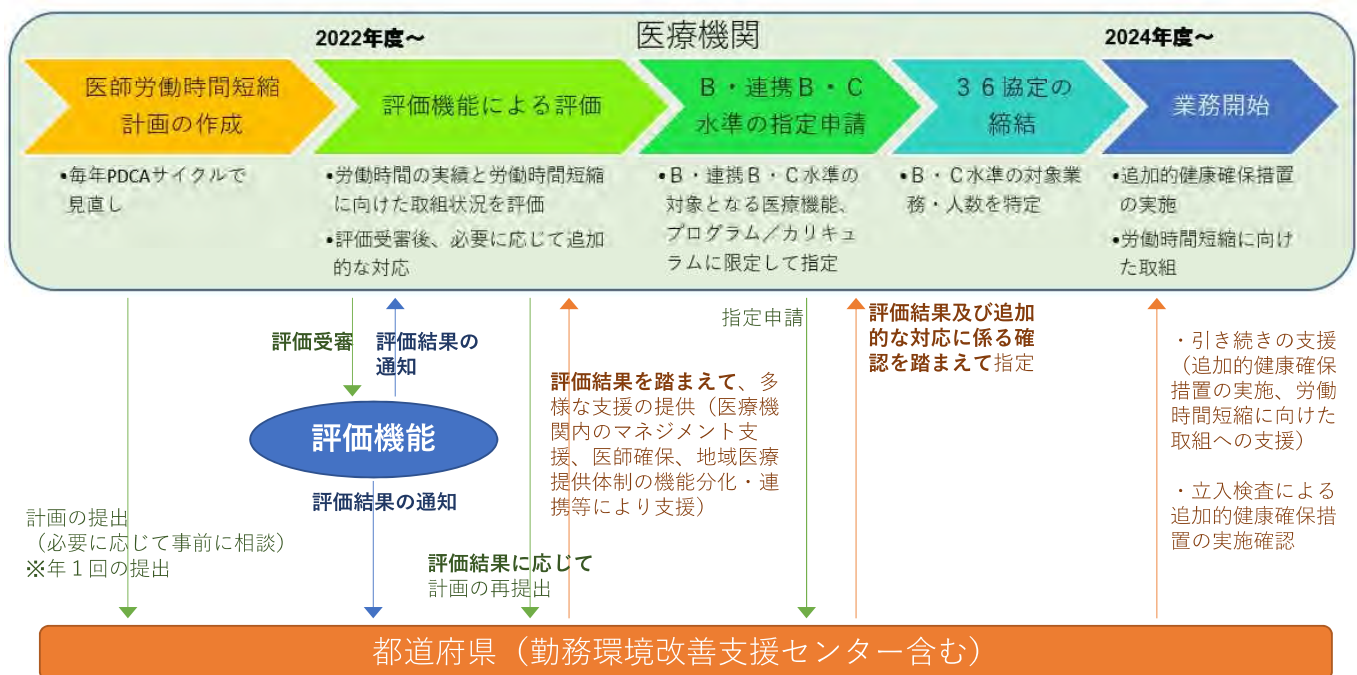 2022年度～
医療機関
2024年度～
医師労働時間短縮
計画の作成
評価機能による評価
Ｂ・連携Ｂ・Ｃ
水準の指定申請
３６協定の
締結
業務開始
•毎年PDCAサイクルで
見直し
•労働時間の実績と労働時間短縮
に向けた取組状況を評価
•評価受審後、必要に応じて追加
的な対応
•Ｂ・連携Ｂ・Ｃ水準の
対象となる医療機能、
プログラム／カリキュ
ラムに限定して指定
•Ｂ・Ｃ水準の対象業
務・人数を特定
•追加的健康確保措置
の実施
•労働時間短縮に向け
た取組
評価受審
評価結果の
通知
評価機能
評価結果の通知
計画の提出
（必要に応じて事前に相談）
※年１回の提出
評価結果に応じて
計画の再提出
評価結果を踏まえて、多
様な支援の提供（医療機
関内のマネジメント支
援、医師確保、地域医療
提供体制の機能分化・連
携等により支援）
指定申請
評価結果及び追加
的な対応に係る確
認を踏まえて指定
・引き続きの支援
（追加的健康確保
措置の実施、労働
時間短縮に向けた
取組への支援）
・立入検査による
追加的健康確保措
置の実施確認
都道府県（勤務環境改善支援センター含む）